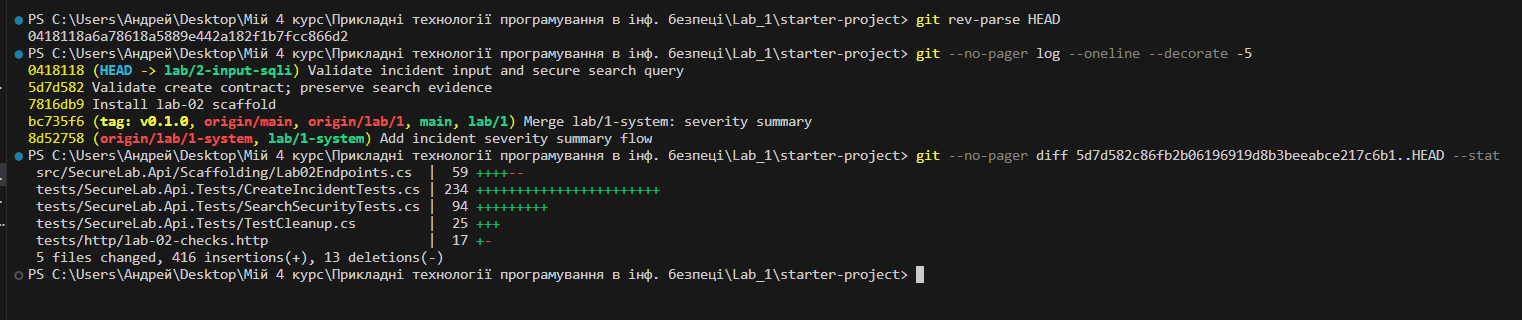 PS C:\Users\Андрей\Desktop\Мій 4 курс\Прикладні технології програмування в інф. безпеці\Lab_1\starter-project> git rev-parse HEAD
0418118a6a78618a5889e442a182f1b7fcc866d2
PS C:\Users\Андрей\Desktop\Мій 4 курс\Прикладні технології програмування в інф. безпеці\Lab_1\starter-project> git --no-pager log --oneline --decorate -5
0418118 (HEAD -> lab/2-input-sqli) Validate incident input and secure search query
5d7d582 Validate create contract; preserve search evidence
7816db9 Install lab-02 scaffold
bc735f6 (tag: v0.1.0, origin/main, origin/lab/1, main, lab/1) Merge lab/1-system: severity summary
8d52758 (origin/lab/1-system, lab/1-system) Add incident severity summary flow
PS C:\Users\Андрей\Desktop\Мій 4 курс\Прикладні технології програмування в інф. безпеці\Lab_1\starter-project> git --no-pager diff 5d7d582c86fb2b06196919d8b3beeabce217c6b1..HEAD --stat
src/SecureLab.Api/Scaffolding/Lab02Endpoints.cs | 59 ++++--
tests/SecureLab.Api.Tests/CreateIncidentTests.cs | 234 ++++++++++++++++++++++++
tests/SecureLab.Api.Tests/SearchSecurityTests.cs | 94 +++++++++
tests/SecureLab.Api.Tests/TestCleanup.cs | 25 +++
tests/http/lab-02-checks.http | 17 +-
5 files changed, 416 insertions(+), 13 deletions(-)
PS C:\Users\Андрей\Desktop\Мій 4 курс\Прикладні технології програмування в інф. безпеці\Lab_1\starter-project>